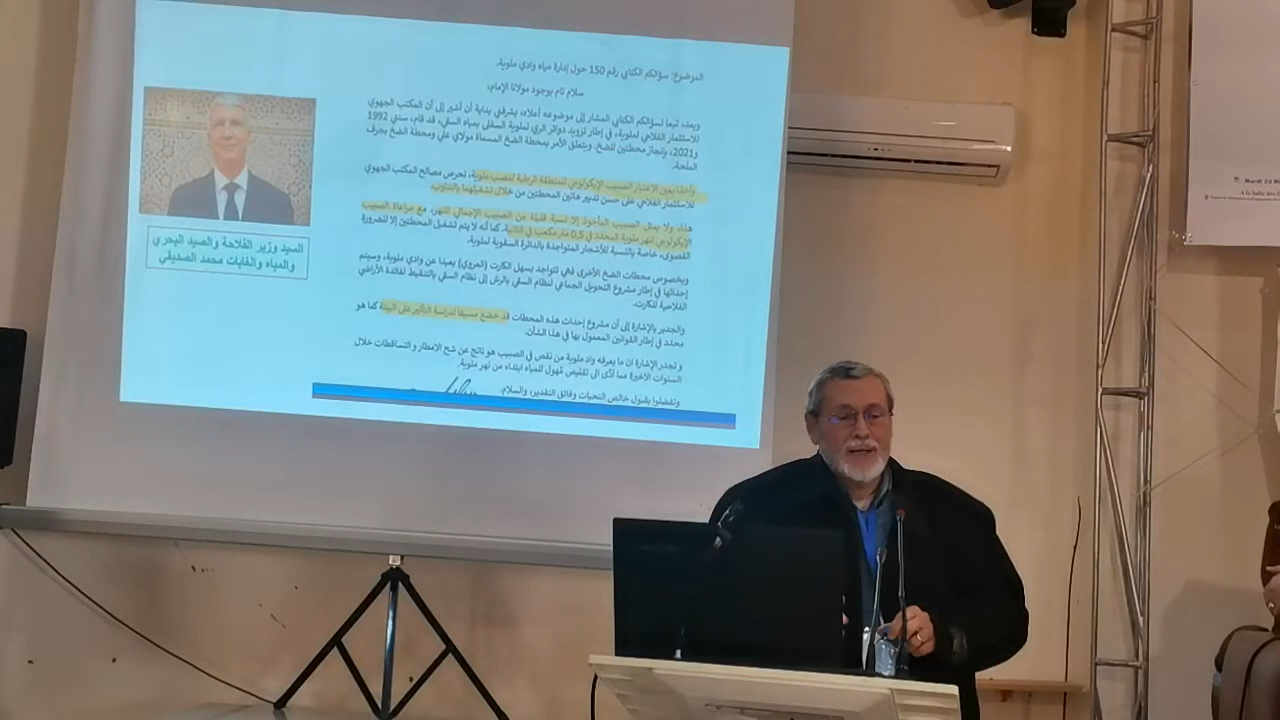 الموضوع: سؤالكم الكتابي رقم 150 حول إدارة مياه وادي ملوية.
سلام تام بوجود مولانا الإمام،
وبعد، تبعا لسؤالكم الكتابي المشار إلى موضوعه أعلاه، يشرفني بداية أن أشير إلى أن المكتب الجهوي
للاستثمار الفلاحي لملوية، في إطار تزويد دوائر الري لملوية السفلى بمياه السقي، قد قام، سنتي 1992
و2021، بإنجاز محطتين للضخ. ويتعلق الأمر بمحطة الضخ المسماة مولاي علي ومحطة الضخ بجرف
الملحة.
وأخذا بعين الاعتبار الصبيب الإيكولوجي للمنطقة الرطبة لمصب ملوية، تحرص مصالح المكتب الجهوي
للاستثمار الفلاحي على حسن تدبير هاتين المحطتين من خلال تشغيلهما بالتناوب.
هذا، ولا يمثل الصبيب المأخوذ إلا نسبة قليلة من الصبيب الإجمالي للنهر، مع مراعاة الصبيب
الإيكولوجي لنهر ملوية المحدد في 0,5 متر مكعب في الثانية. كما أنه لا يتم تشغيل المحطتين إلا للضرورة
القصوى، خاصة بالنسبة للأشجار المتواجدة بالدائرة السقوية لملوية.
وبخصوص محطات الضخ الأخرى فهي تتواجد بسهل الكارت (العروي) بعيدا عن وادي ملوية، وسيتم
إحداثها في إطار مشروع التحويل الجماعي لنظام السقي بالرش إلى نظام السقي بالتنقيط لفائدة الأراضي
الفلاحية للكارت.
والجدير بالإشارة إلى أن مشروع إحداث هذه المحطات قد خضع مسبقا لدراسة التأثير على البيئة كما هو
محدد في إطار القوانين المعمول بها في هذا الشأن.
و تجدر الإشارة ان ما يعرفه واد ملوية من نقص في الصبيب هو ناتج عن شح الامطار و التساقطات خلال
السنوات الاخيرة مما أدى الى تقليص مهول للمياه ابتداء من نهر ملوية.
وتفضلوا بقبول خالص التحيات وفائق التقدير، والسلام.
السيد وزير الفلاحة والصيد البحري
والمياه والغابات محمد الصديقي